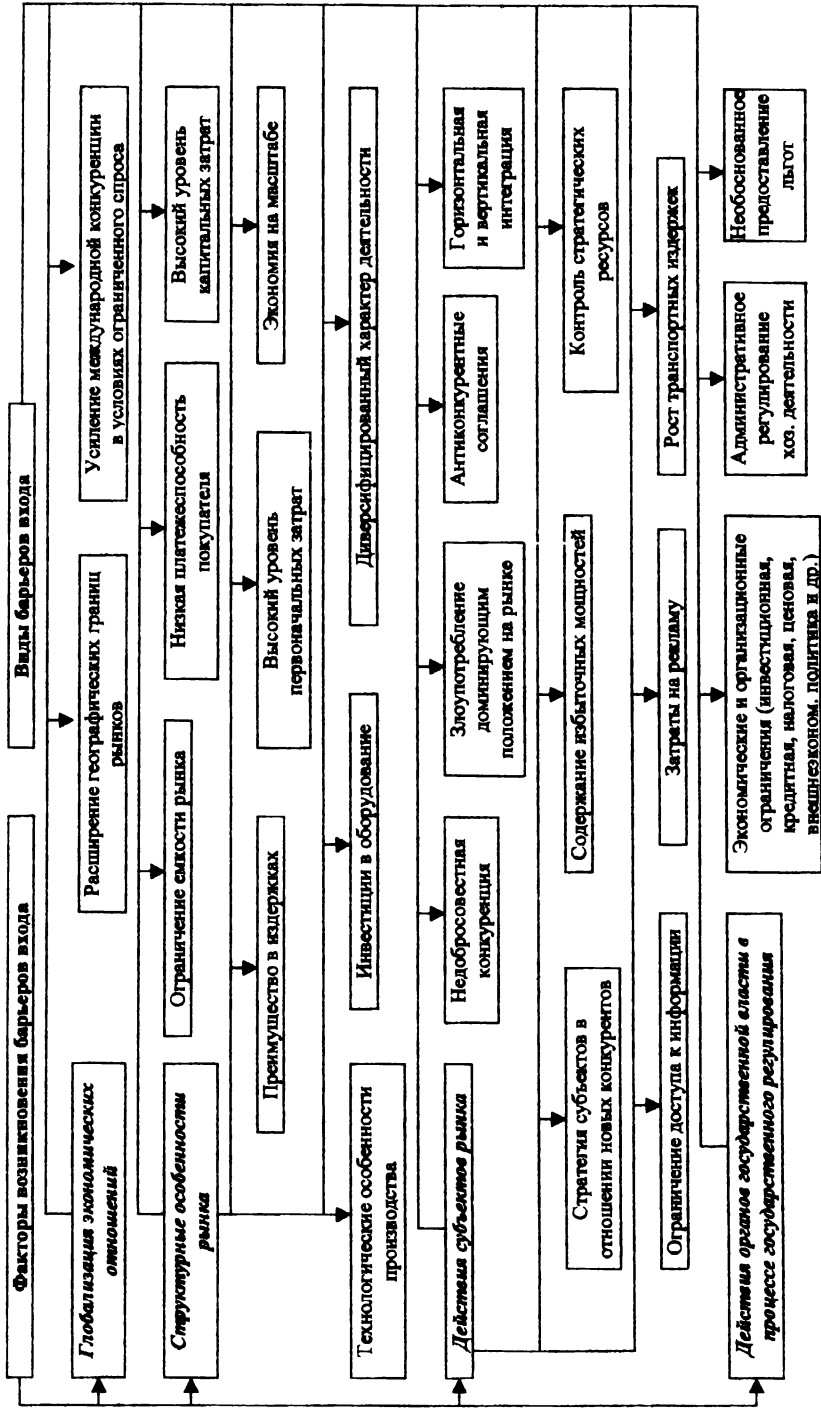 Факторы возникновения барьеров входа
Виды барьеров входа
Глобализация экономических
отношений
Расширение географических границ
рынков
Усиление международной конкуренции
в условиях ограниченного спроса
Структурные особенности
рынка
Ограничение емкости рынка
Низкая платежеспособность
покупателя
Высокий уровень
капитальных затрат
Преимущество в издержках
Высокий уровень
первоначальных затрат
Экономия на масштабе
Технологические особенности
производства
Инвестиции в оборудование
Диверсифицированный характер деятельности
Действия субъектов рынка
Недобросовестная
конкуренция
Злоупотребление
доминирующим
положением на рынке
Антиконкурентные
соглашения
Горизонтальная
и вертикальная
интеграция
Стратегия субъектов в
отношении новых конкурентов
Содержание избыточных мощностей
Контроль стратегических
ресурсов
Ограничение доступа к информации
Затраты на рекламу
Рост транспортных издержек
Действия органов государственной власти в
процессе государственного регулирования
Экономические и организационные
ограничения (инвестиционная,
кредитная, налоговая, ценовая,
внешнеэконом. политика и др.)
Административное
регулирование
хоз. деятельности
Необоснованное
предоставление
льгот